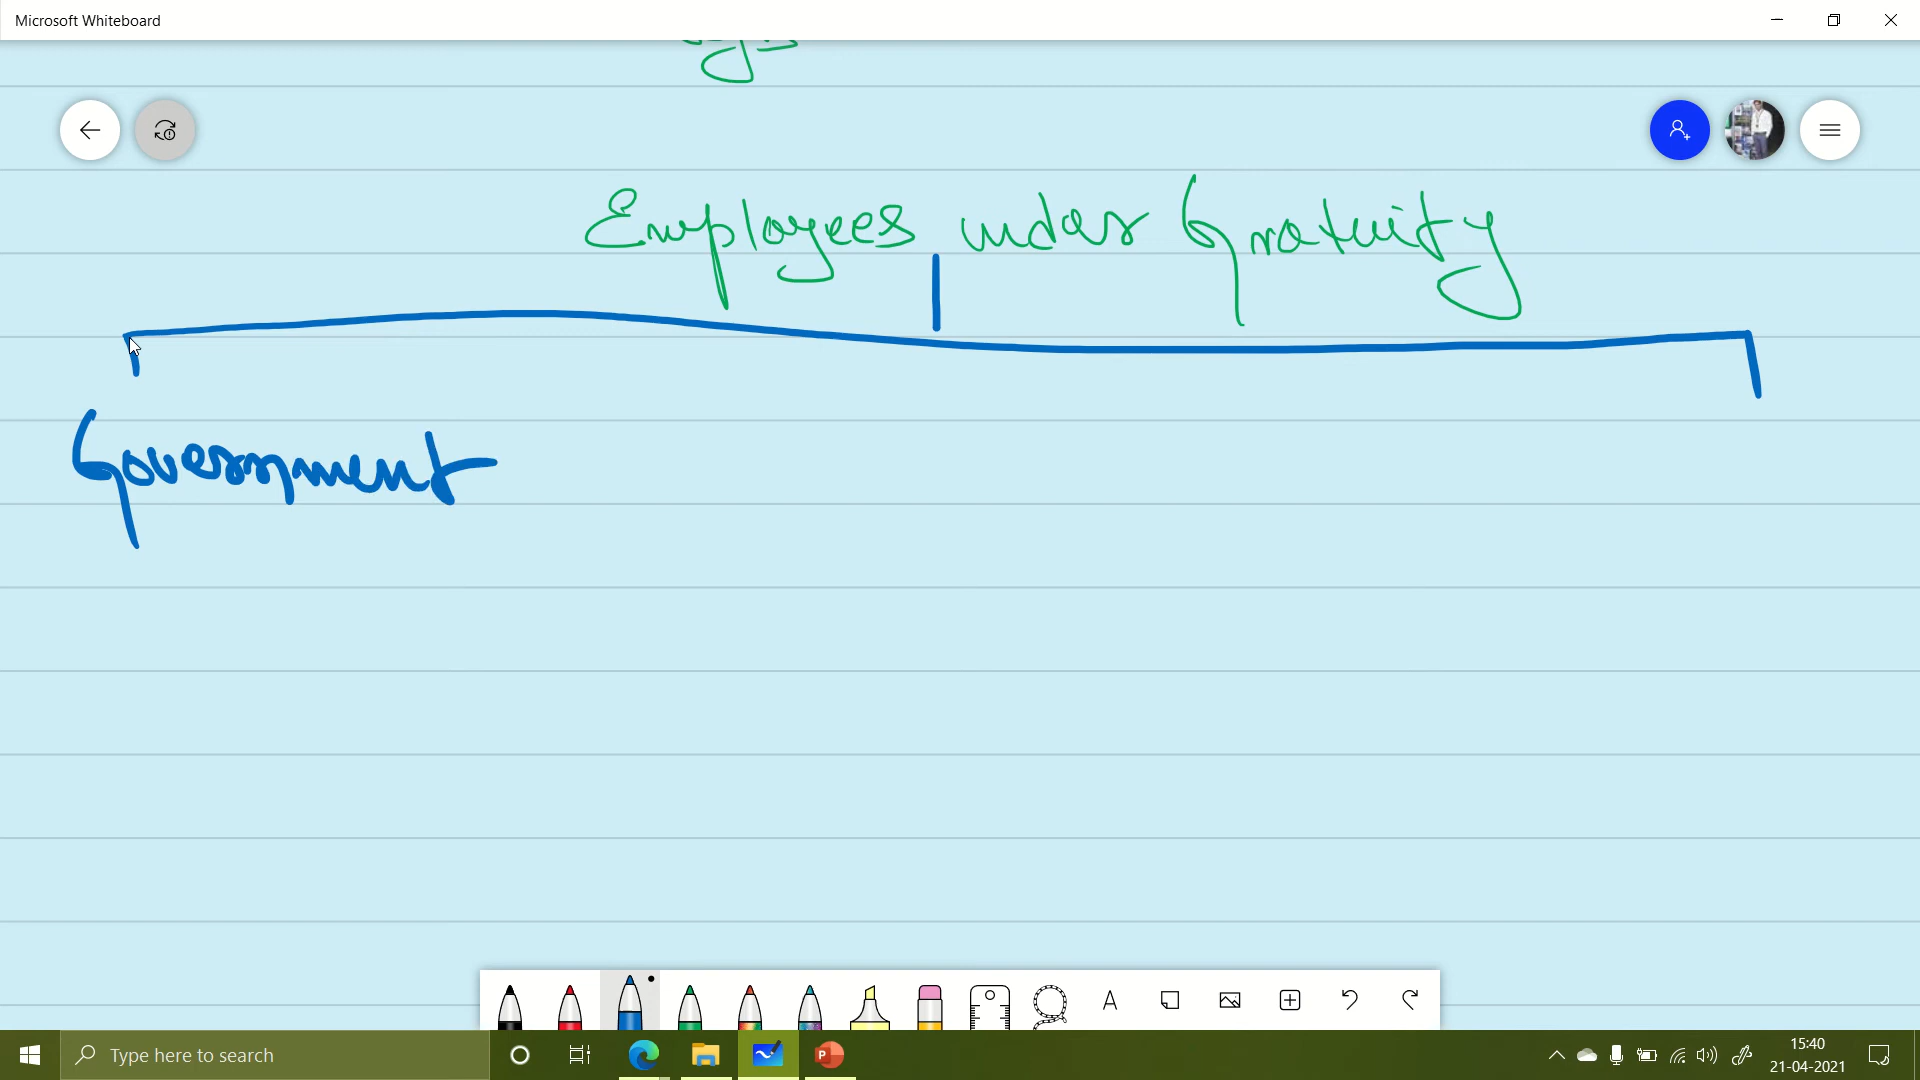 Microsoft Whiteboard
Employees under Gratuity
Government
A
P
Type here to search
15:40
21-04-2021